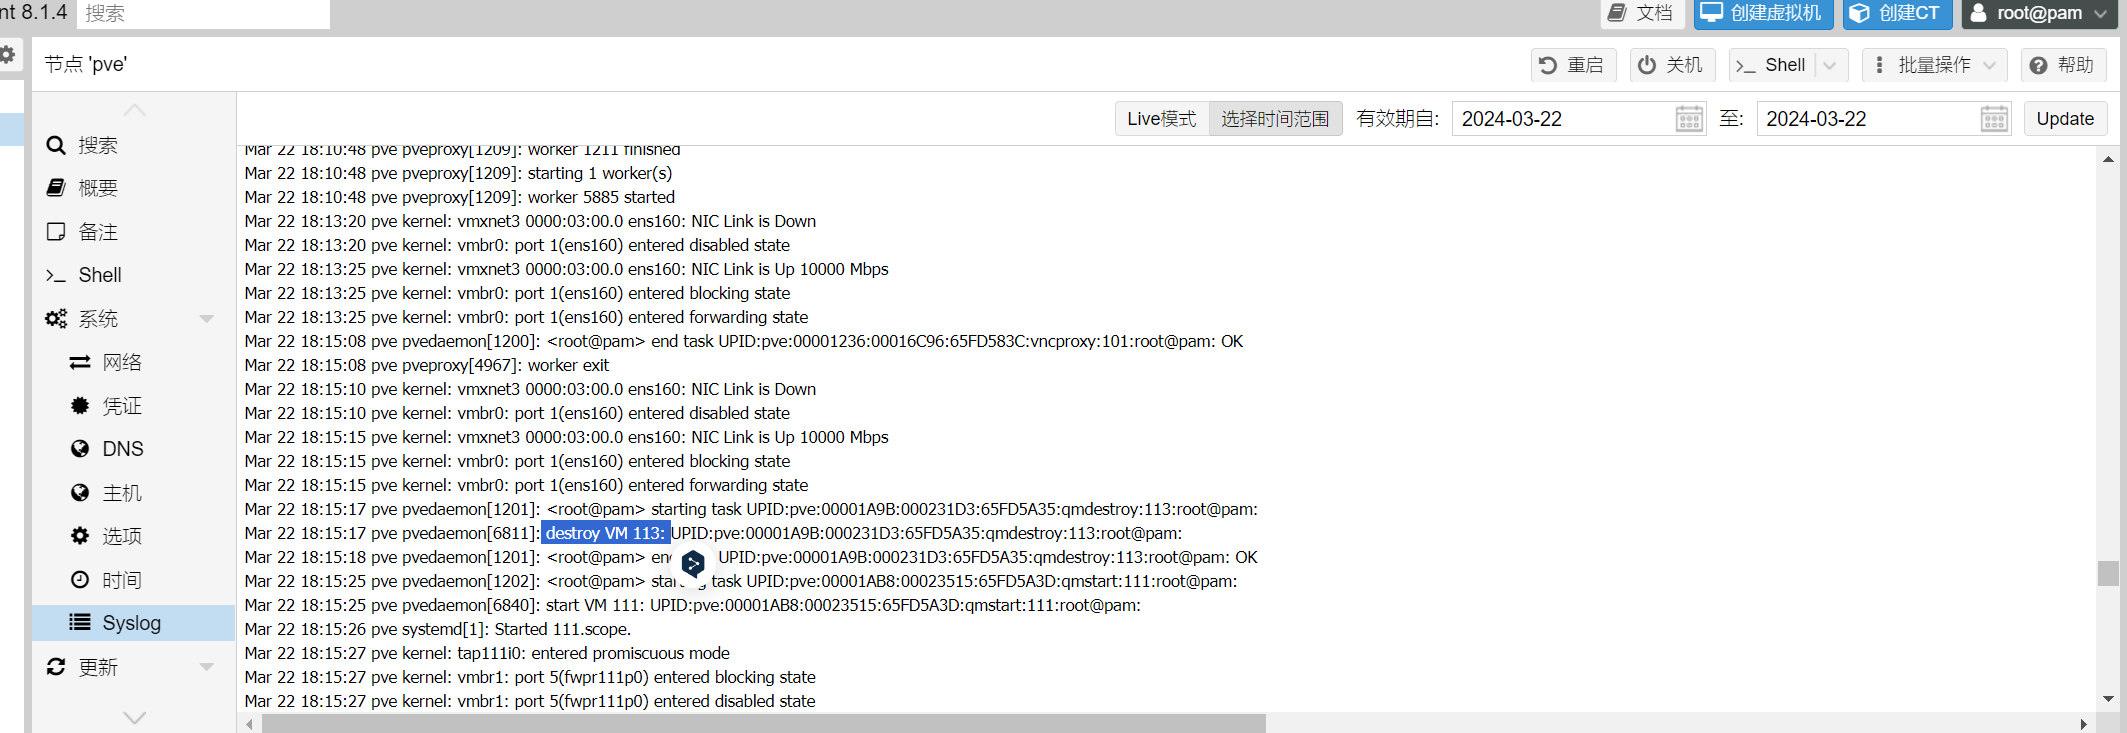 nt 8.1.4 搜索 文档 创建虚拟机 创建CT root@pam
节点 'pve' 重启 关机 Shell 批量操作 帮助
Live模式 选择时间范围 有效期自: 2024-03-22 至: 2024-03-22 Update
搜索
概要
备注
Shell
系统
网络
凭证
DNS
主机
选项
时间
Syslog
更新
Mar 22 18:10:48 pve pveproxy[1209]: worker 1211 finished
Mar 22 18:10:48 pve pveproxy[1209]: starting 1 worker(s)
Mar 22 18:10:48 pve pveproxy[1209]: worker 5885 started
Mar 22 18:13:20 pve kernel: vmxnet3 0000:03:00.0 ens160: NIC Link is Down
Mar 22 18:13:20 pve kernel: vmbr0: port 1(ens160) entered disabled state
Mar 22 18:13:25 pve kernel: vmxnet3 0000:03:00.0 ens160: NIC Link is Up 10000 Mbps
Mar 22 18:13:25 pve kernel: vmbr0: port 1(ens160) entered blocking state
Mar 22 18:13:25 pve kernel: vmbr0: port 1(ens160) entered forwarding state
Mar 22 18:15:08 pve pvedaemon[1200]: <root@pam> end task UPID:pve:00001236:00016C96:65FD583C:vncproxy:101:root@pam: OK
Mar 22 18:15:08 pve pveproxy[4967]: worker exit
Mar 22 18:15:10 pve kernel: vmxnet3 0000:03:00.0 ens160: NIC Link is Down
Mar 22 18:15:10 pve kernel: vmbr0: port 1(ens160) entered disabled state
Mar 22 18:15:15 pve kernel: vmxnet3 0000:03:00.0 ens160: NIC Link is Up 10000 Mbps
Mar 22 18:15:15 pve kernel: vmbr0: port 1(ens160) entered blocking state
Mar 22 18:15:15 pve kernel: vmbr0: port 1(ens160) entered forwarding state
Mar 22 18:15:17 pve pvedaemon[1201]: <root@pam> starting task UPID:pve:00001A9B:000231D3:65FD5A35:qmdestroy:113:root@pam:
Mar 22 18:15:17 pve pvedaemon[6811]: destroy VM 113: UPID:pve:00001A9B:000231D3:65FD5A35:qmdestroy:113:root@pam:
Mar 22 18:15:18 pve pvedaemon[1201]: <root@pam> en UPID:pve:00001A9B:000231D3:65FD5A35:qmdestroy:113:root@pam: OK
Mar 22 18:15:25 pve pvedaemon[1202]: <root@pam> star task UPID:pve:00001AB8:00023515:65FD5A3D:qmstart:111:root@pam:
Mar 22 18:15:25 pve pvedaemon[6840]: start VM 111: UPID:pve:00001AB8:00023515:65FD5A3D:qmstart:111:root@pam:
Mar 22 18:15:26 pve systemd[1]: Started 111.scope.
Mar 22 18:15:27 pve kernel: tap111i0: entered promiscuous mode
Mar 22 18:15:27 pve kernel: vmbr1: port 5(fwpr111p0) entered blocking state
Mar 22 18:15:27 pve kernel: vmbr1: port 5(fwpr111p0) entered disabled state